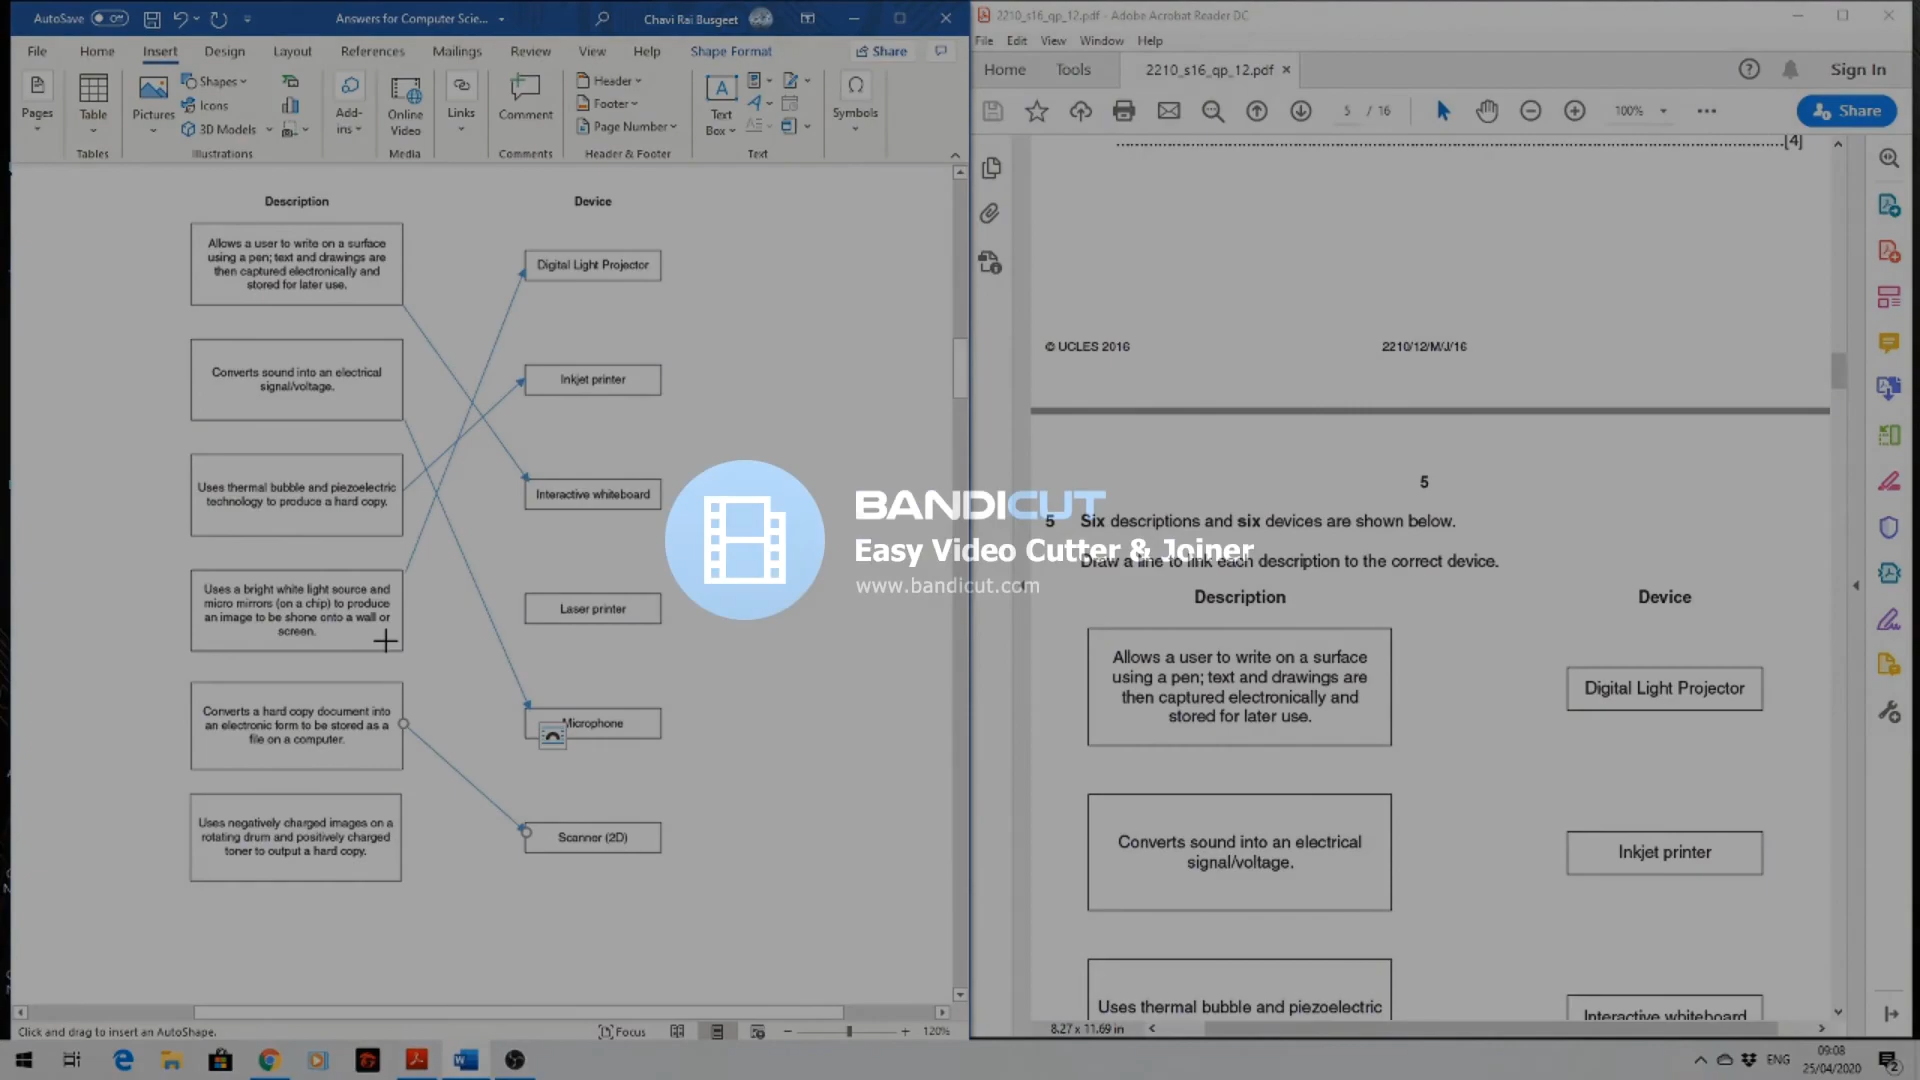 AutoSave Off
Answers for Computer Scie...
Chavi Rai Busgeet
File Home Insert Design Layout References Mailings Review View Help Shape Format Share
Pages
Table
Tables
Pictures
Shapes
Icons
3D Models
Illustrations
Add-
ins
Online
Video
Media
Links
Comment
Comments
Header
Footer
Page Number
Header & Footer
Text
Box
Text
Symbols
Description Device
Allows a user to write on a surface
using a pen; text and drawings are
then captured electronically and
stored for later use.
Digital Light Projector
Converts sound into an electrical
signal/voltage.
Inkjet printer
Uses thermal bubble and piezoelectric
technology to produce a hard copy.
Interactive whiteboard
Uses a bright white light source and
micro mirrors (on a chip) to produce
an image to be shone onto a wall or
screen.
Laser printer
Converts a hard copy document into
an electronic form to be stored as a
file on a computer.
Microphone
Uses negatively charged images on a
rotating drum and positively charged
toner to output a hard copy.
Scanner (2D)
Click and drag to insert an AutoShape.
Focus
120%
2210_s16_qp_12.pdf - Adobe Acrobat Reader DC
File Edit View Window Help
Home Tools 2210_s16_qp_12.pdf ×
Sign In
5 / 16
100%
Share
[4]
© UCLES 2016 2210/12/M/J/16
5
5 Six descriptions and six devices are shown below.
Draw a line to link each description to the correct device.
Description Device
Allows a user to write on a surface
using a pen; text and drawings are
then captured electronically and
stored for later use.
Digital Light Projector
Converts sound into an electrical
signal/voltage.
Inkjet printer
Uses thermal bubble and piezoelectric
Interactive whiteboard
8.27 x 11.69 in
BANDICUT
Easy Video Cutter & Joiner
www.bandicut.com
ENG
09:08
25/04/2020
2